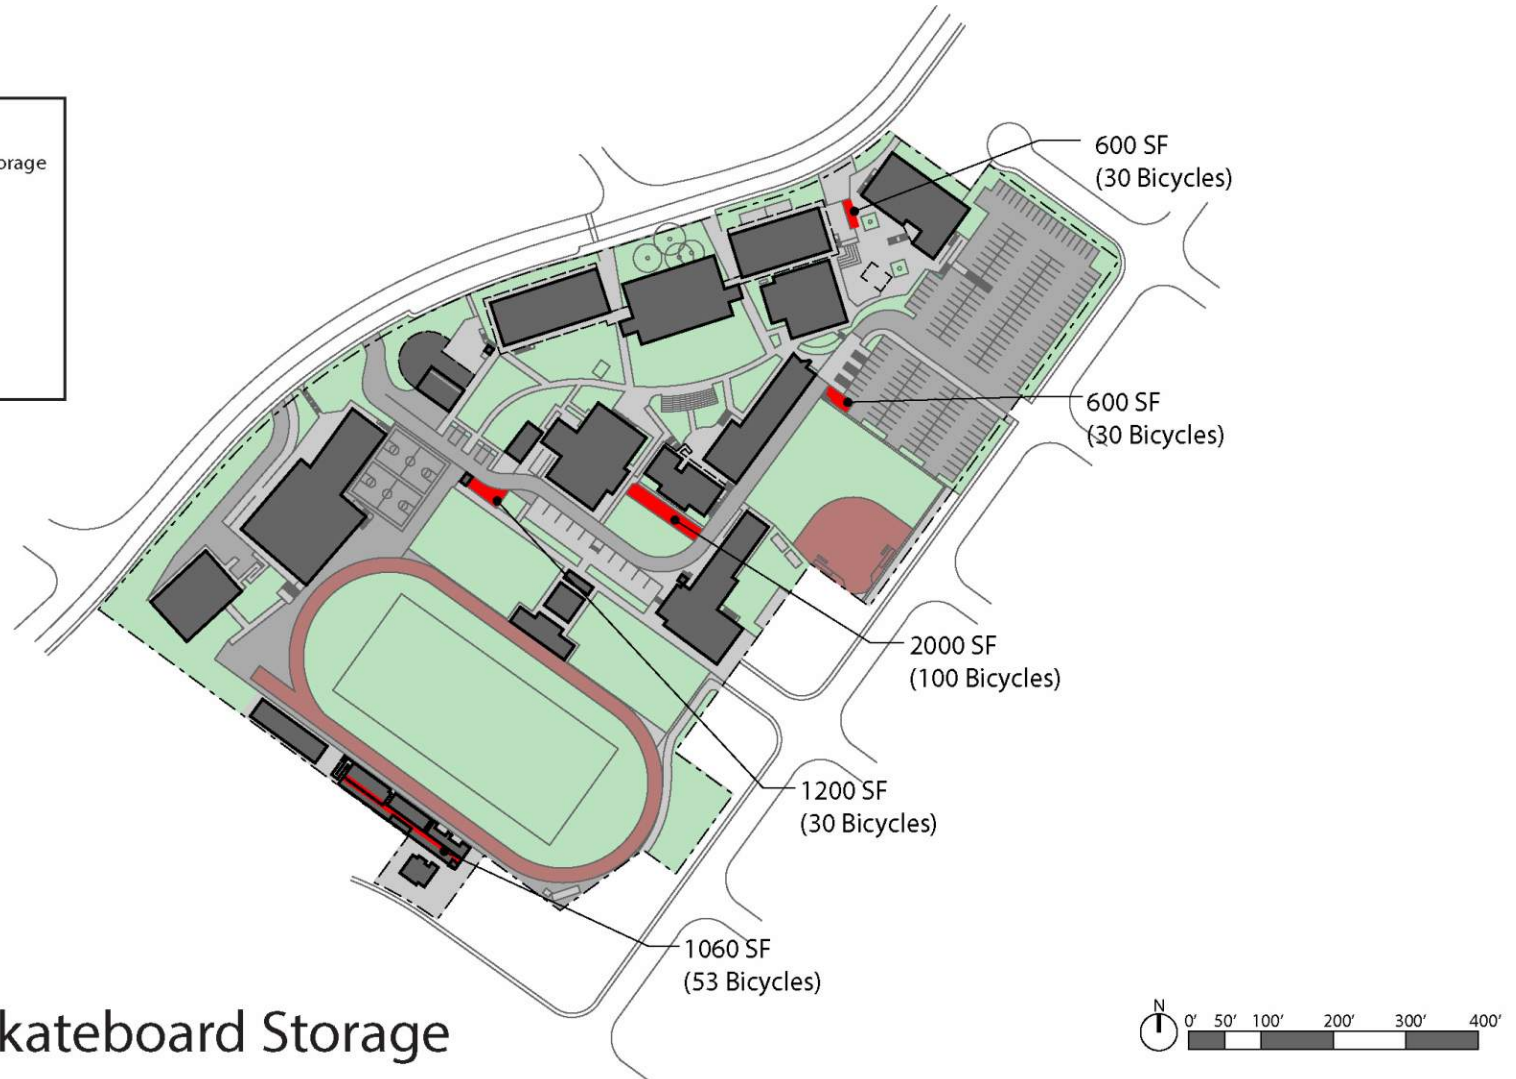 orage
600 SF
(30 Bicycles)
600 SF
(30 Bicycles)
2000 SF
(100 Bicycles)
1200 SF
(30 Bicycles)
1060 SF
(53 Bicycles)
kateboard Storage
N
0' 50' 100' 200' 300' 400'